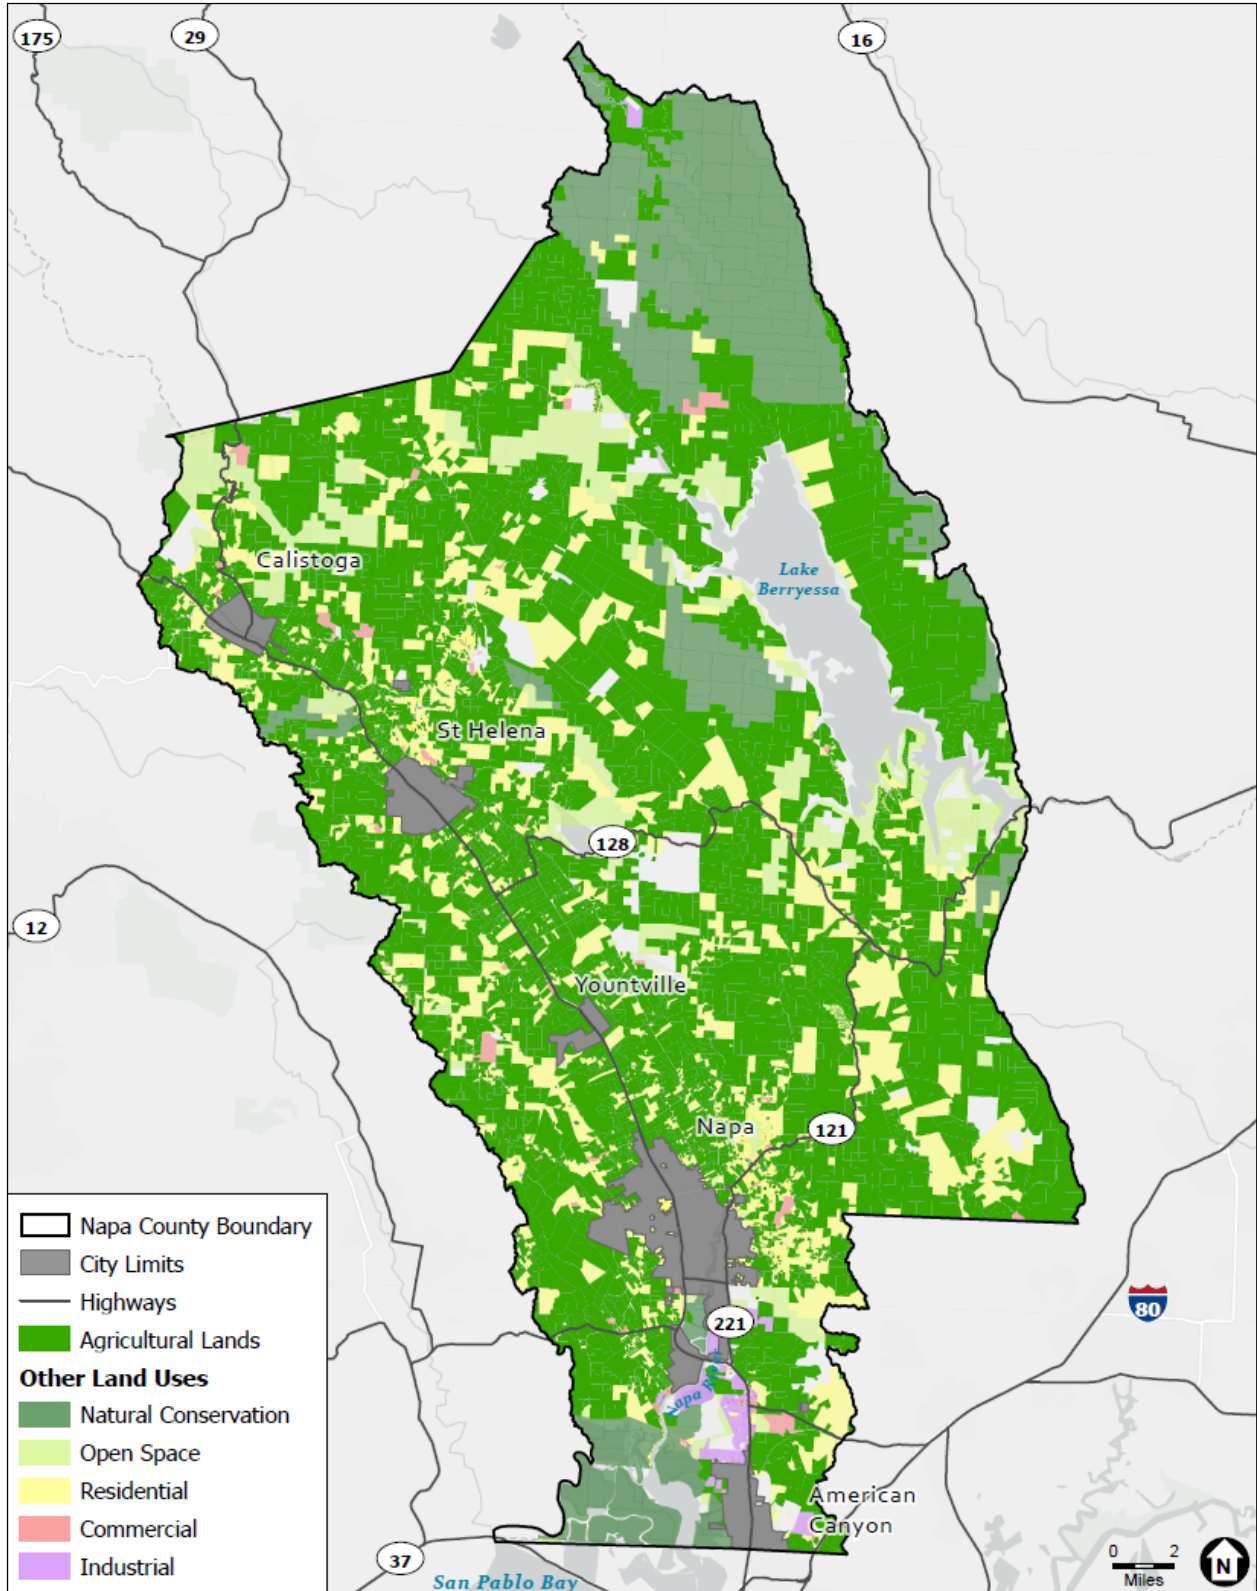 175
29
16
Calistoga
Lake
Berryessa
St Helena
128
12
Yountville
Napa
121
80
221
Napa River
American
Canyon
37
San Pablo Bay
Napa County Boundary
City Limits
Highways
Agricultural Lands
Other Land Uses
Natural Conservation
Open Space
Residential
Commercial
Industrial
0 2
Miles
N